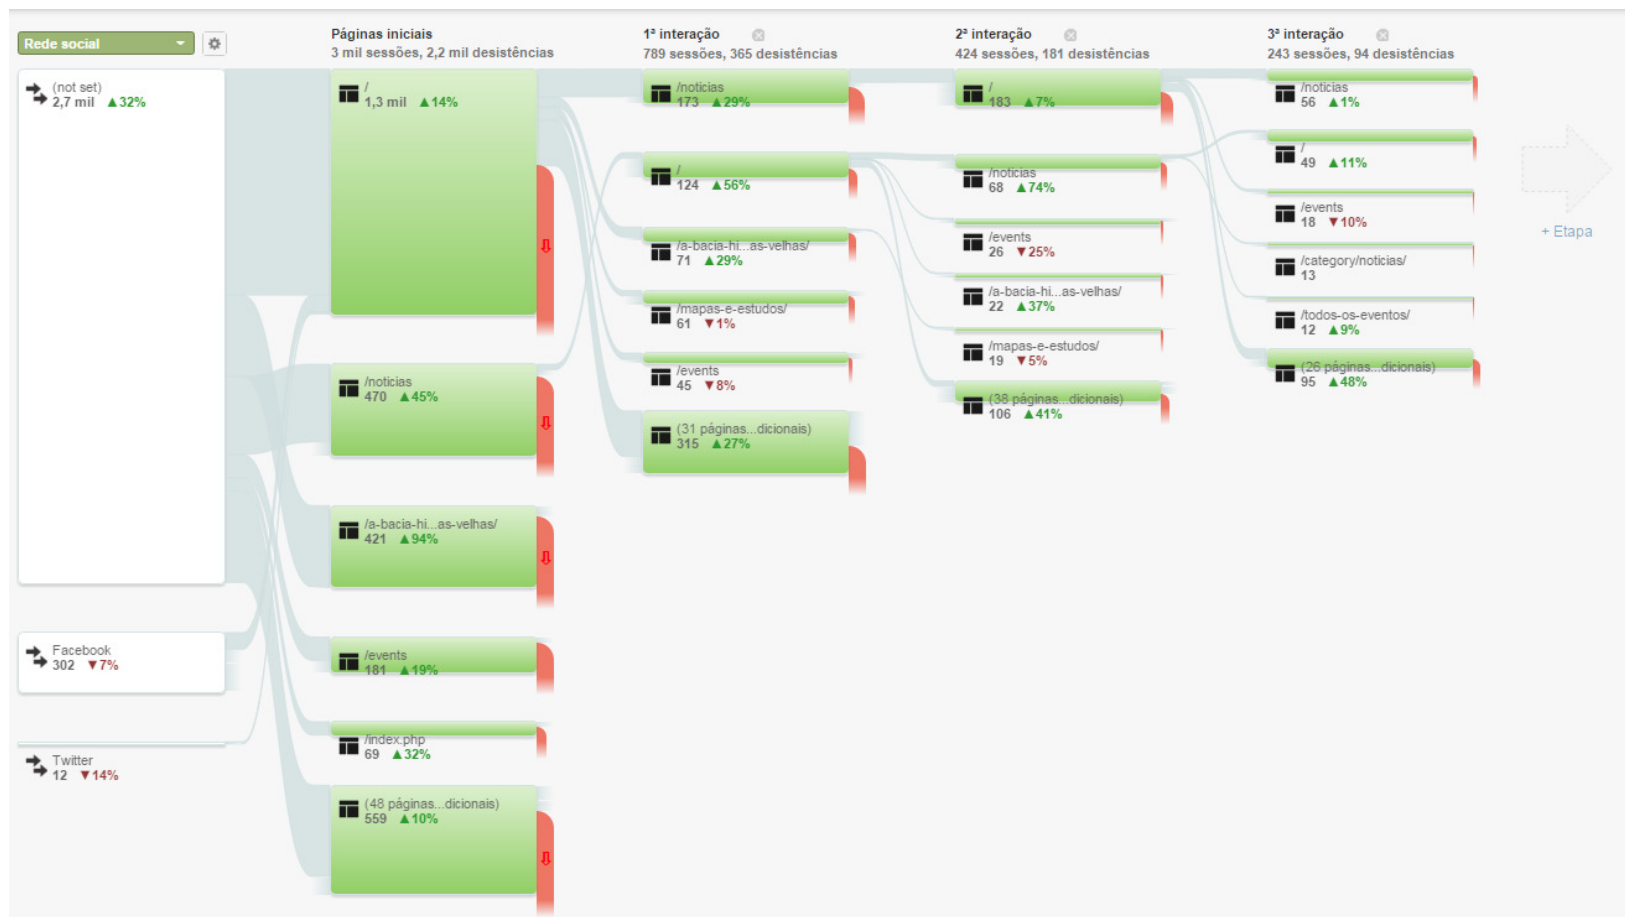 Rede social
(not set)
2,7 mil ▲32%
Facebook
302 ▼7%
Twitter
12 ▼14%
Páginas iniciais
3 mil sessões, 2,2 mil desistências
/
1,3 mil ▲14%
/noticias
470 ▲45%
/a-bacia-hi...as-velhas/
421 ▲94%
/events
181 ▲19%
/index.php
69 ▲32%
(48 páginas...dicionais)
559 ▲10%
1ª interação
789 sessões, 365 desistências
/noticias
173 ▲29%
/
124 ▲56%
/a-bacia-hi...as-velhas/
71 ▲29%
/mapas-e-estudos/
61 ▼1%
/events
45 ▼8%
(31 páginas...dicionais)
315 ▲27%
2ª interação
424 sessões, 181 desistências
/
183 ▲7%
/noticias
68 ▲74%
/events
26 ▼25%
/a-bacia-hi...as-velhas/
22 ▲37%
/mapas-e-estudos/
19 ▼5%
(38 páginas...dicionais)
106 ▲41%
3ª interação
243 sessões, 94 desistências
/noticias
56 ▲1%
/
49 ▲11%
/events
18 ▼10%
/category/noticias/
13
/todos-os-eventos/
12 ▲9%
(26 páginas...dicionais)
95 ▲48%
+ Etapa